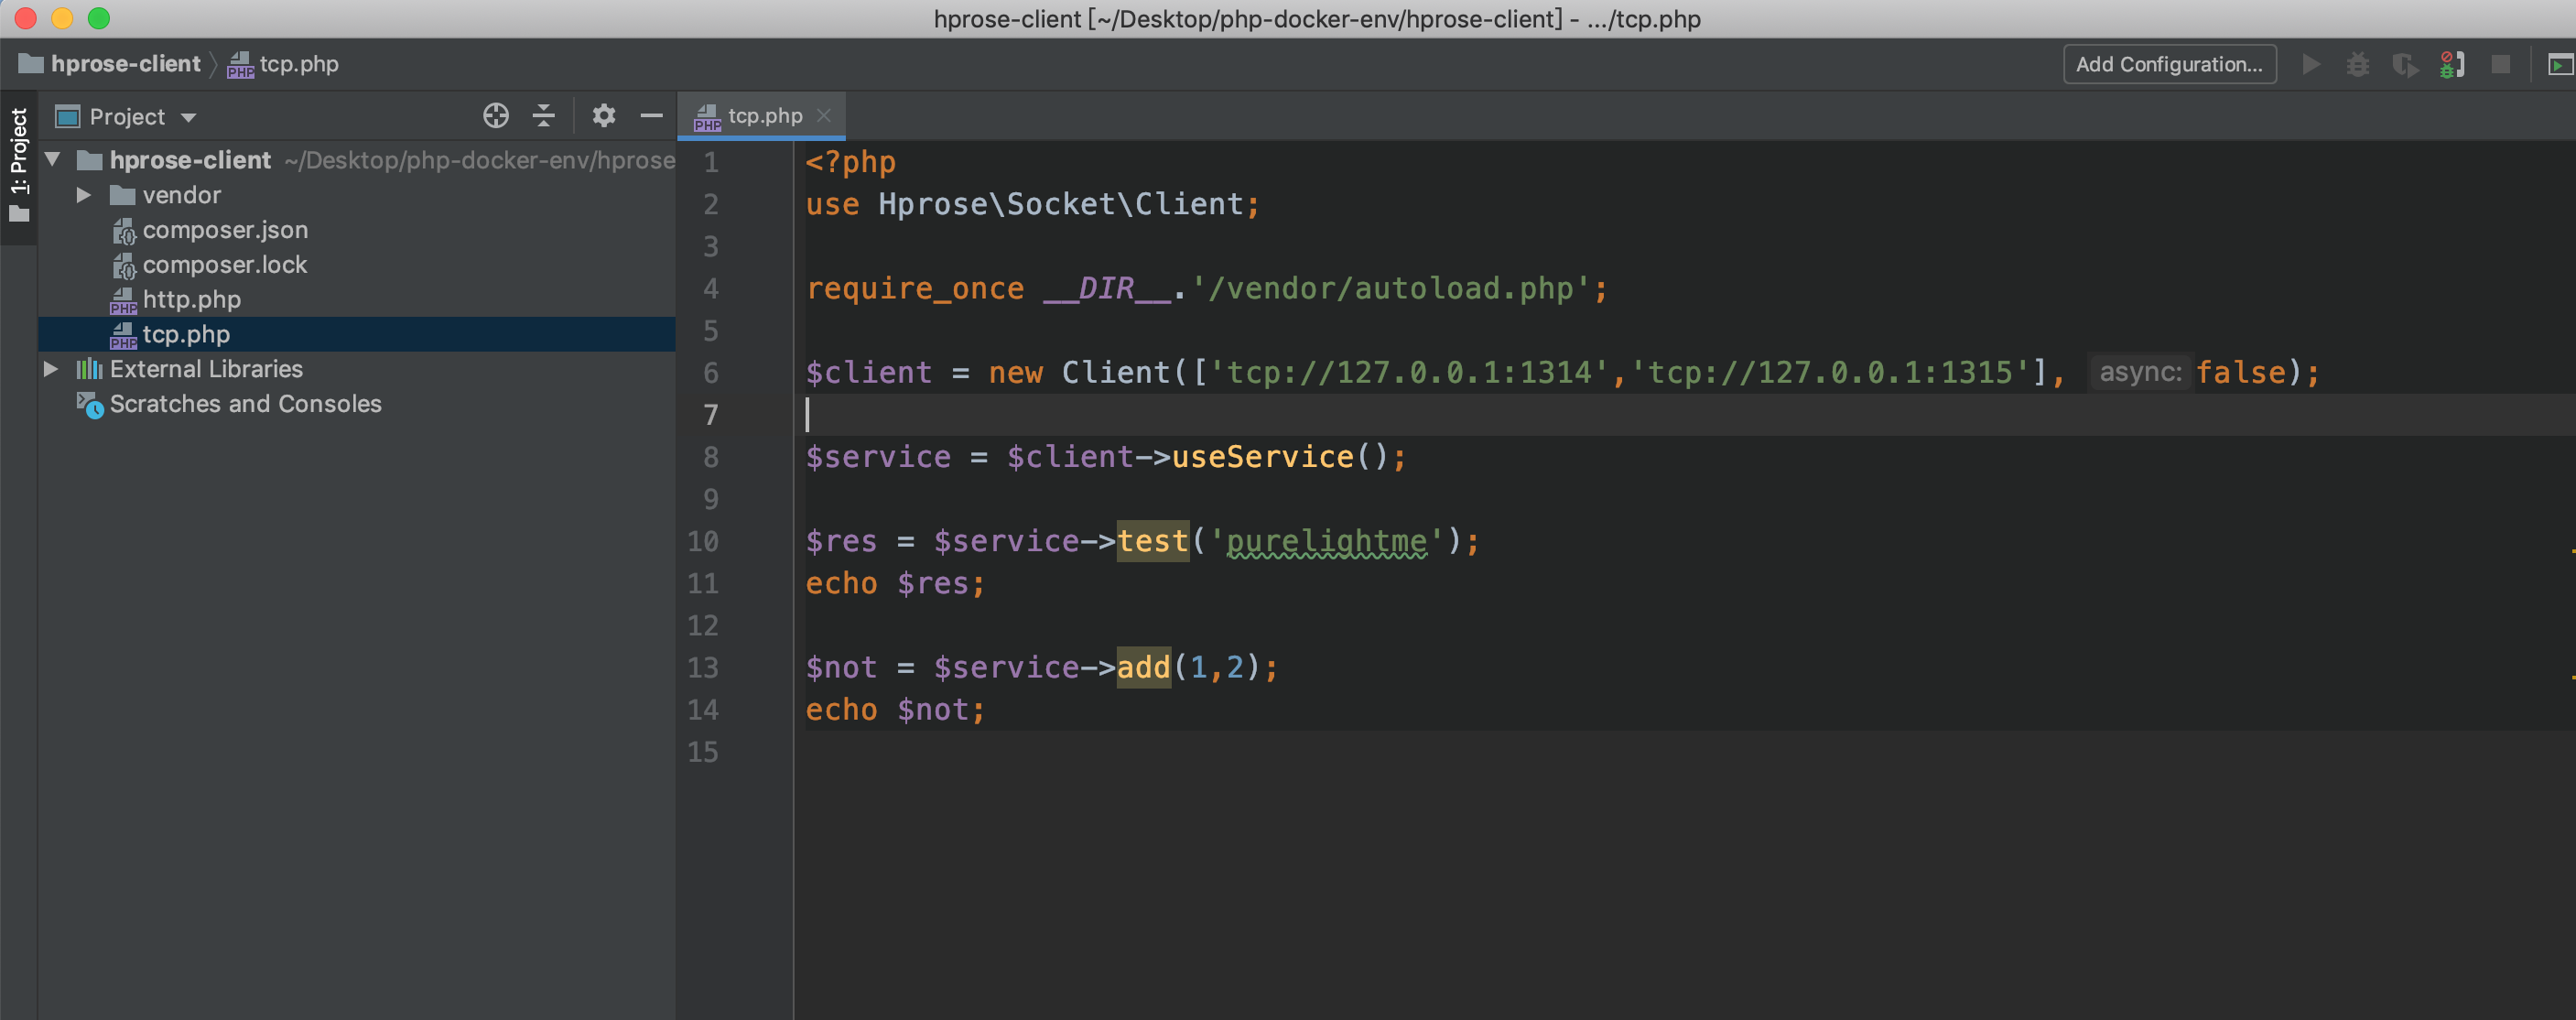 hprose-client [~/Desktop/php-docker-env/hprose-client] - .../tcp.php
hprose-client tcp.php
Add Configuration...
1: Project
Project
hprose-client ~/Desktop/php-docker-env/hprose
vendor
composer.json
composer.lock
http.php
tcp.php
External Libraries
Scratches and Consoles
tcp.php
1 <?php
2 use Hprose\Socket\Client;
3
4 require_once __DIR__.'/vendor/autoload.php';
5
6 $client = new Client(['tcp://127.0.0.1:1314','tcp://127.0.0.1:1315'], async: false);
7
8 $service = $client->useService();
9
10 $res = $service->test('purelightme');
11 echo $res;
12
13 $not = $service->add(1,2);
14 echo $not;
15